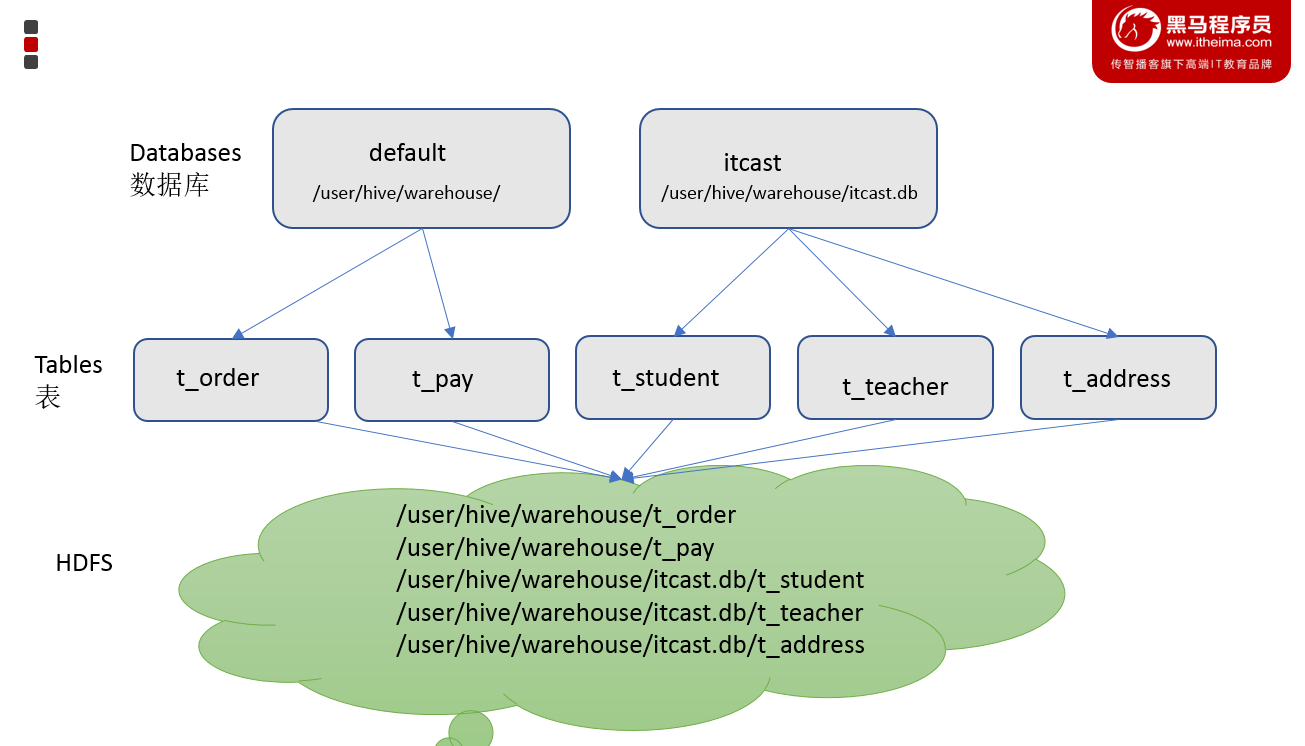 黑马程序员
www.itheima.com
传智播客旗下高端IT教育品牌
Databases
数据库
default
/user/hive/warehouse/
itcast
/user/hive/warehouse/itcast.db
Tables
表
t_order
t_pay
t_student
t_teacher
t_address
HDFS
/user/hive/warehouse/t_order
/user/hive/warehouse/t_pay
/user/hive/warehouse/itcast.db/t_student
/user/hive/warehouse/itcast.db/t_teacher
/user/hive/warehouse/itcast.db/t_address